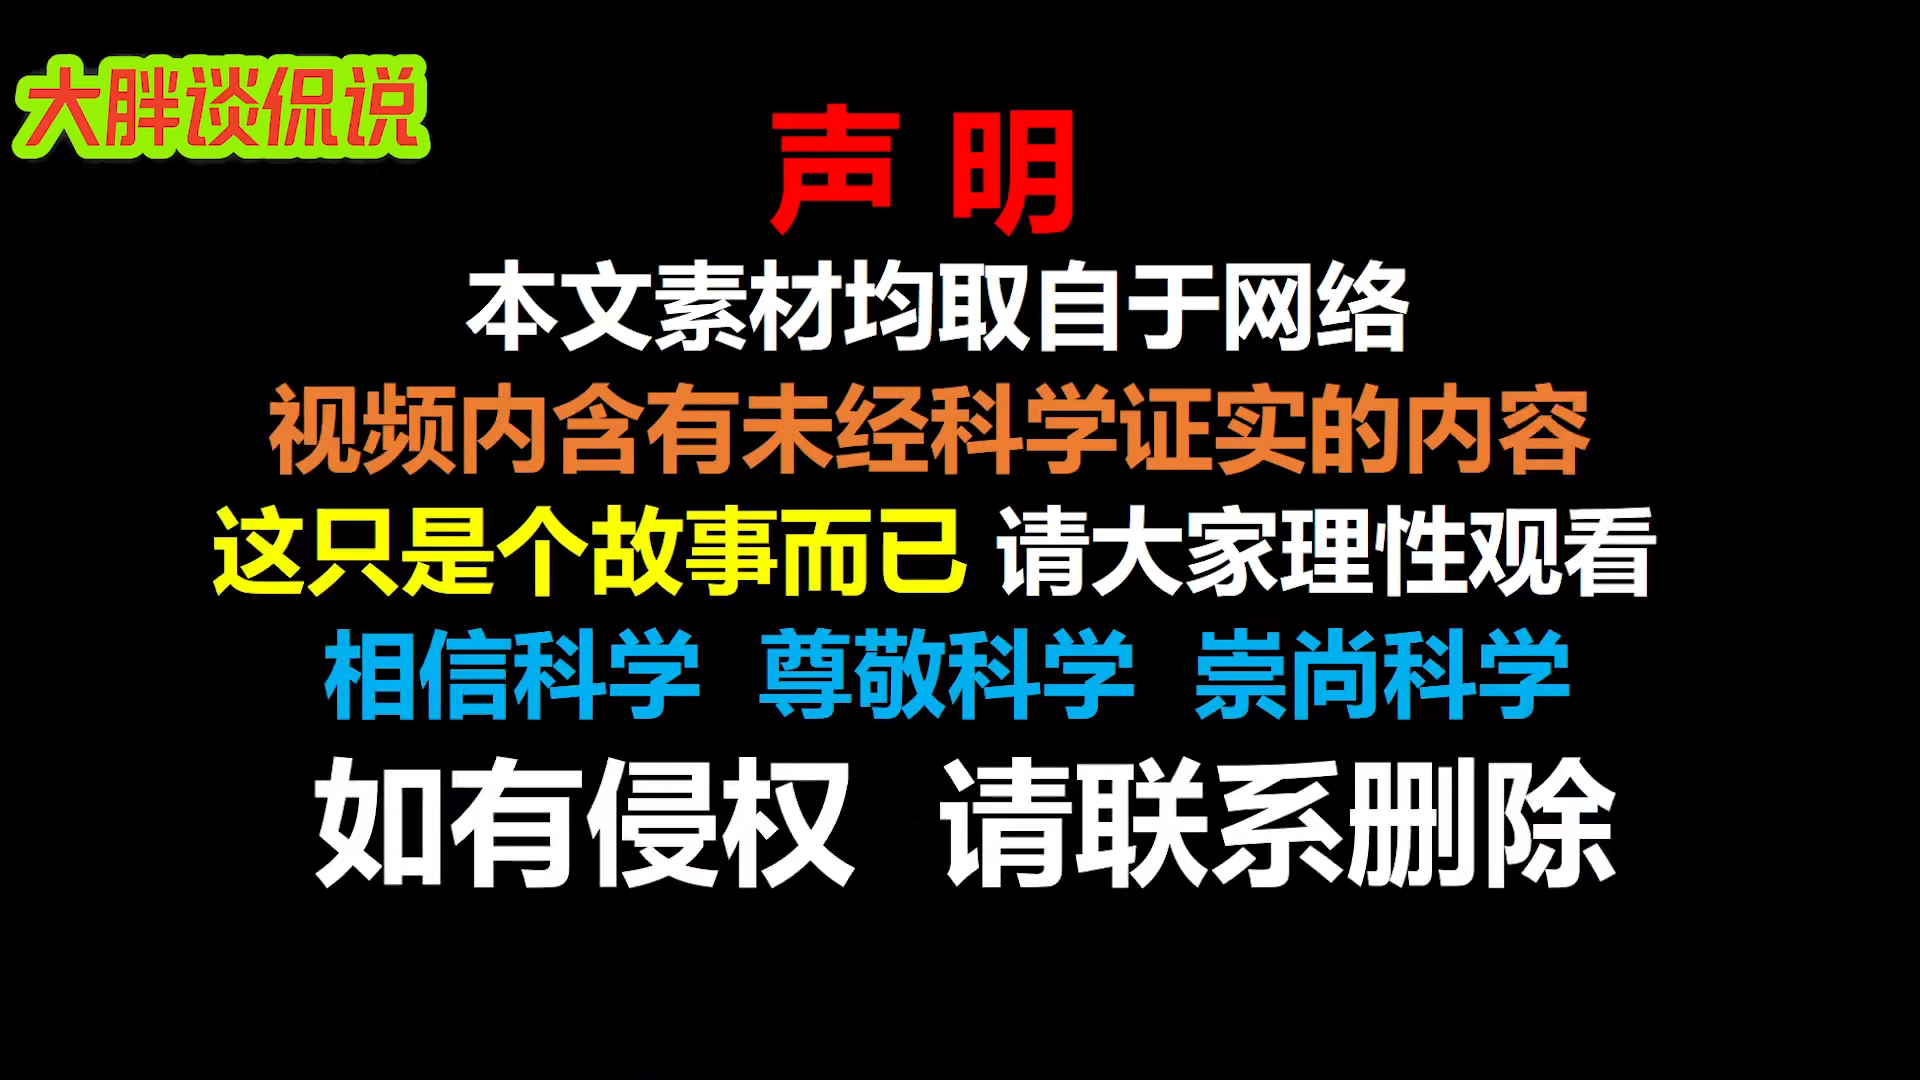 大胖谈侃说
声明
本文素材均取自于网络
视频内含有未经科学证实的内容
这只是个故事而已 请大家理性观看
相信科学 尊敬科学 崇尚科学
如有侵权 请联系删除